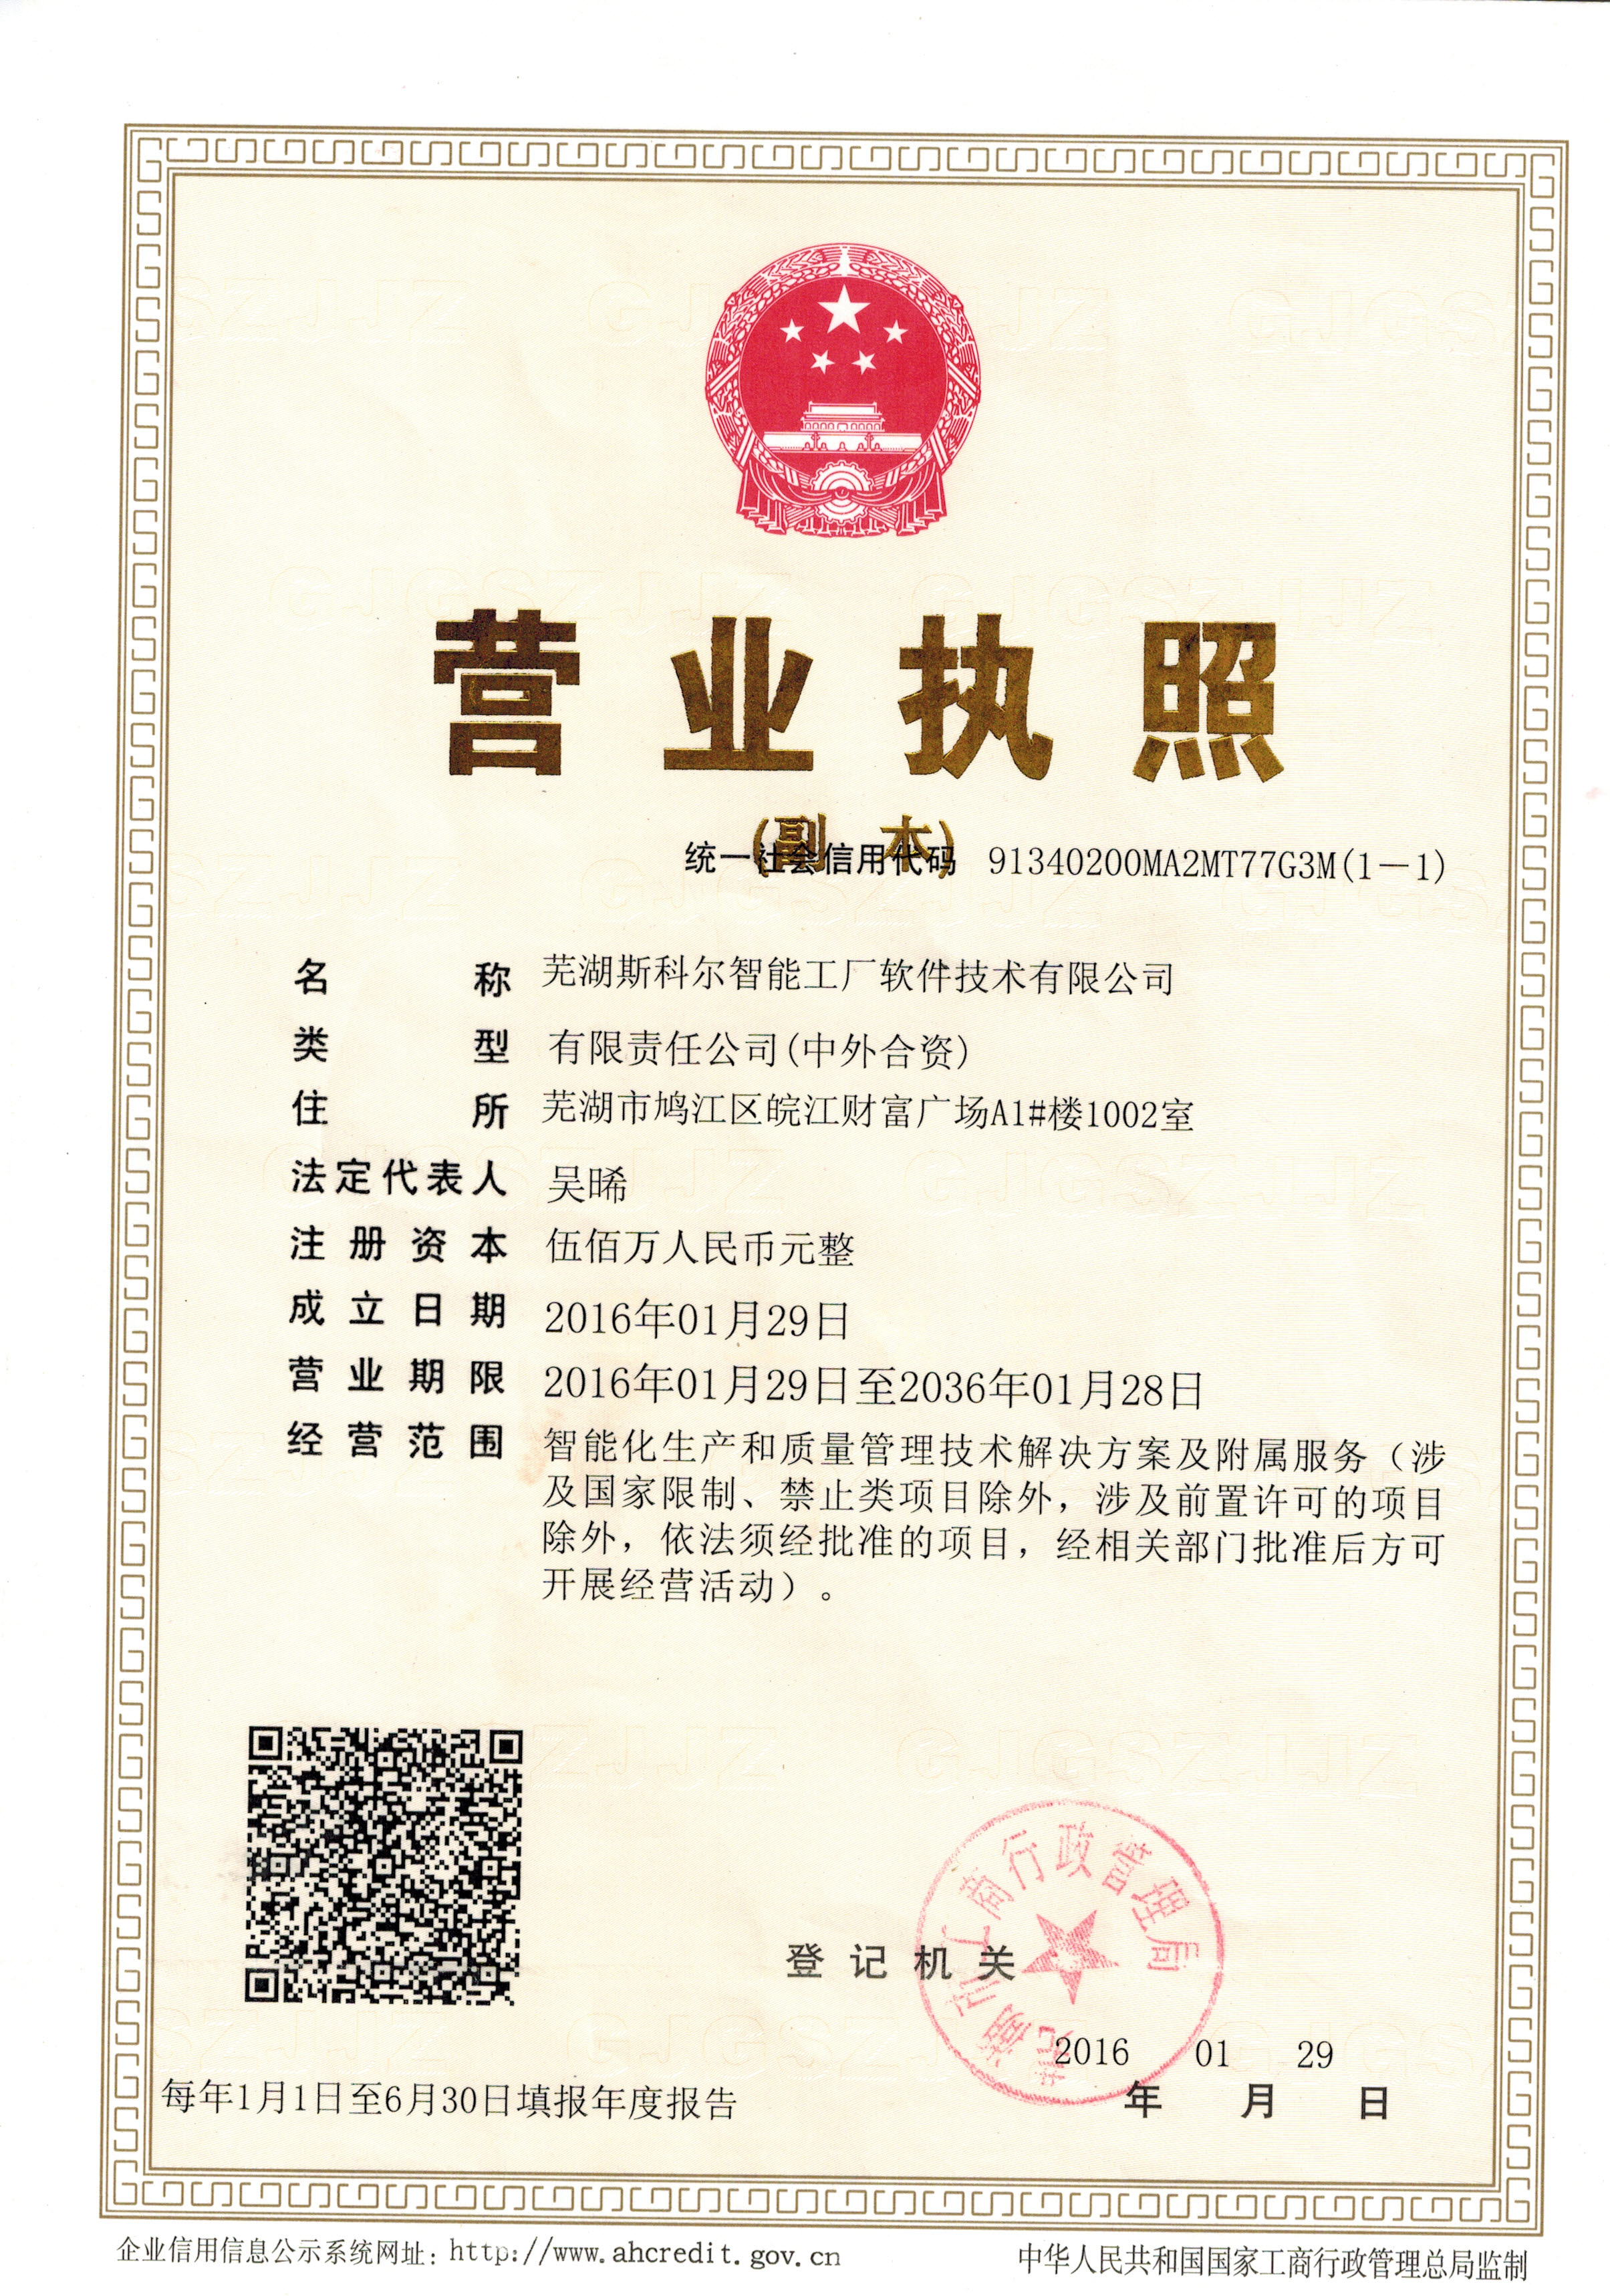 营业执照
(副 本)
统一社会信用代码 91340200MA2MT77G3M(1-1)
名称 芜湖斯科尔智能工厂软件技术有限公司
类型 有限责任公司(中外合资)
住所 芜湖市鸠江区皖江财富广场A1#楼1002室
法定代表人 吴晞
注册资本 伍佰万人民币元整
成立日期 2016年01月29日
营业期限 2016年01月29日至2036年01月28日
经营范围 智能化生产和质量管理技术解决方案及附属服务（涉
及国家限制、禁止类项目除外，涉及前置许可的项目
除外，依法须经批准的项目，经相关部门批准后方可
开展经营活动）。
芜湖市工商行政管理局
登记机关
2016 01 29
年 月 日
每年1月1日至6月30日填报年度报告
企业信用信息公示系统网址：http://www.ahcredit.gov.cn
中华人民共和国国家工商行政管理总局监制